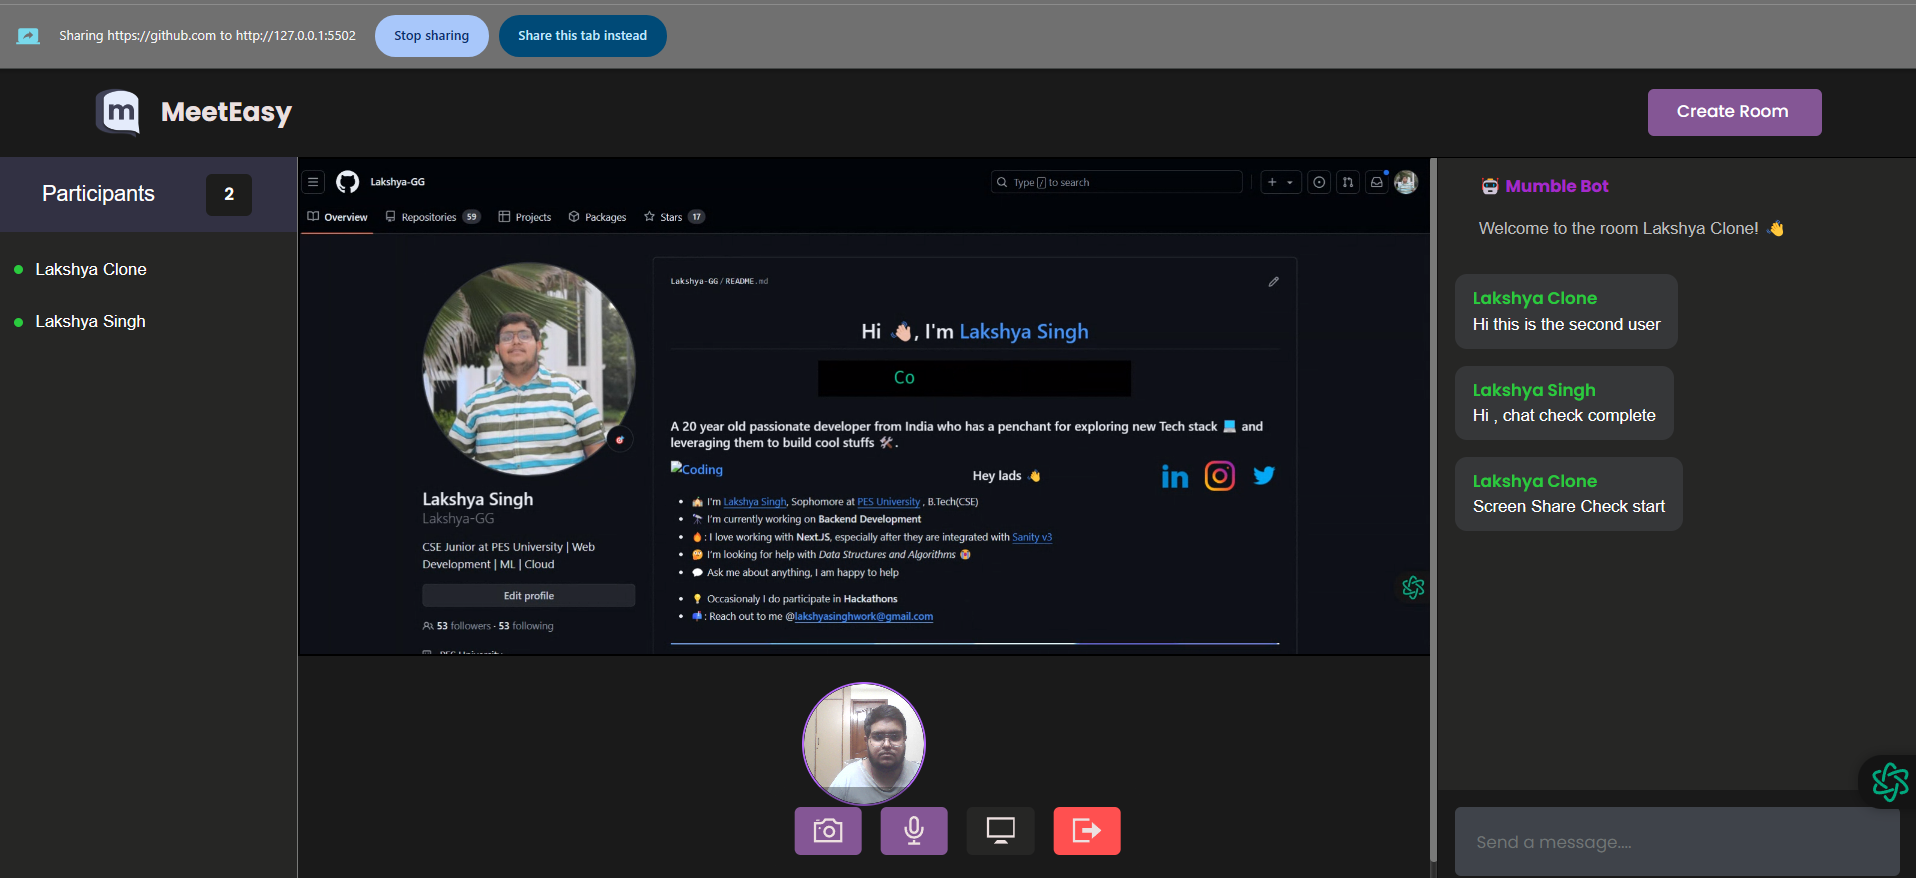 Sharing https://github.com to http://127.0.0.1:5502 Stop sharing Share this tab instead
m MeetEasy Create Room
Participants 2
Lakshya Clone
Lakshya Singh
Lakshya-GG Type / to search
Overview Repositories 59 Projects Packages Stars 17
Lakshya-GG / README.md
Hi 👋, I'm Lakshya Singh
Co
A 20 year old passionate developer from India who has a penchant for exploring new Tech stack 💻 and
leveraging them to build cool stuffs 🛠️.
Coding
Hey lads 👋
in
I'm Lakshya Singh, Sophomore at PES University , B.Tech(CSE)
I'm currently working on Backend Development
🔥: I love working with Next.JS, especially after they are integrated with Sanity v3
I'm looking for help with Data Structures and Algorithms
💬 Ask me about anything, I am happy to help
💡 Occasionaly I do participate in Hackathons
📫: Reach out to me @lakshyasinghwork@gmail.com
Lakshya Singh
Lakshya-GG
CSE Junior at PES University | Web
Development | ML | Cloud
Edit profile
53 followers · 53 following
PES University
Mumble Bot
Welcome to the room Lakshya Clone! 👋
Lakshya Clone
Hi this is the second user
Lakshya Singh
Hi , chat check complete
Lakshya Clone
Screen Share Check start
Send a message....